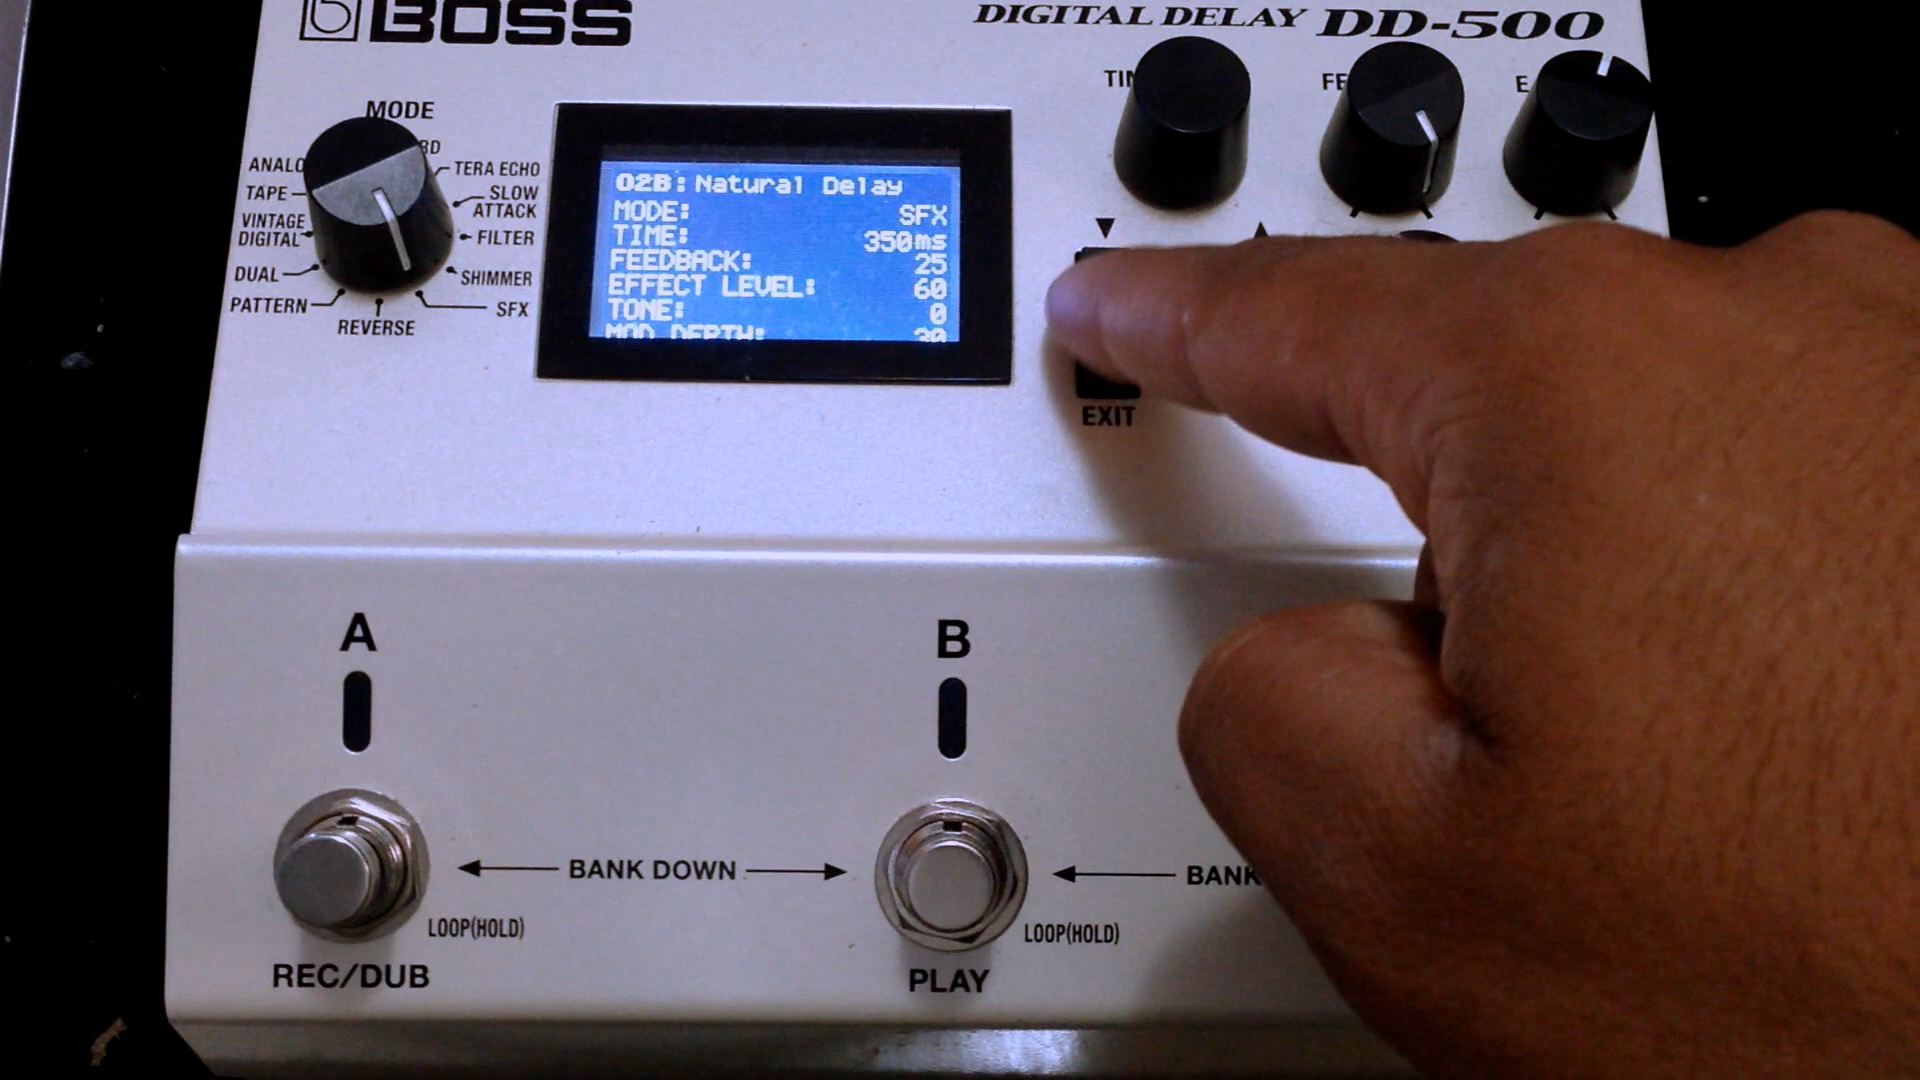 BOSS
DIGITAL DELAY DD-500
MODE
TAPE
TERA ECHO
VINTAGE
DIGITAL
SLOW
ATTACK
DUAL
FILTER
PATTERN
SHIMMER
REVERSE
SFX
02B: Natural Delay
MODE: SFX
TIME: 350ms
FEEDBACK: 25
EFFECT LEVEL: 60
TONE: 0
MOD DEPTH:
EXIT
A
B
BANK DOWN
BANK
LOOP(HOLD)
LOOP(HOLD)
REC/DUB
PLAY